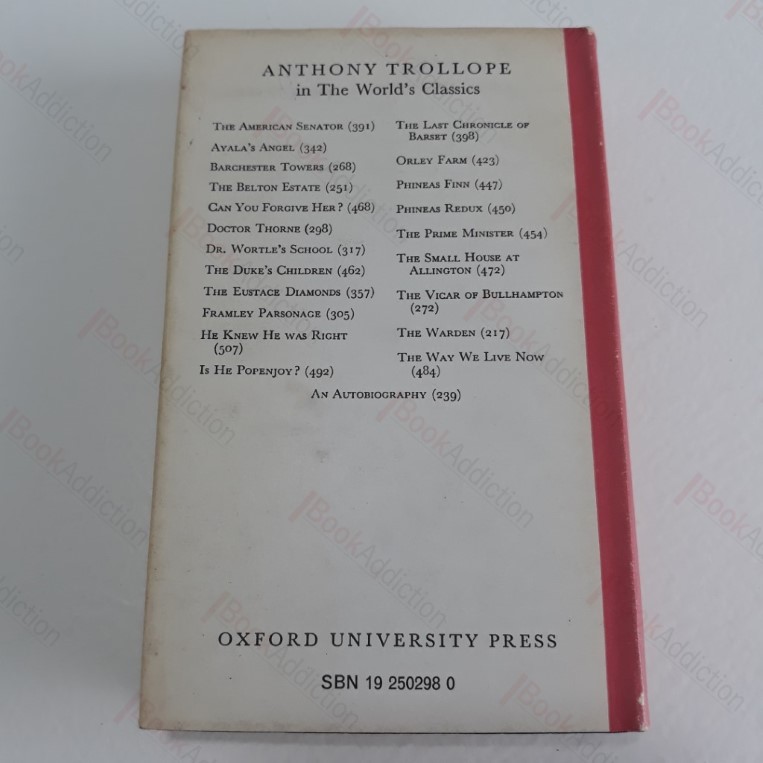 ANTHONY TROLLOPE
in The World's Classics
THE AMERICAN SENATOR (391)
AYALA'S ANGEL (342)
BARCHESTER TOWERS (268)
THE BELTON ESTATE (251)
CAN YOU FORGIVE HER? (468)
DOCTOR THORNE (298)
DR. WORTLE'S SCHOOL (317)
THE DUKE'S CHILDREN (462)
THE EUSTACE DIAMONDS (357)
FRAMLEY PARSONAGE (305)
HE KNEW HE WAS RIGHT
(507)
IS HE POPENJOY? (492)
THE LAST CHRONICLE OF
BARSET (398)
ORLEY FARM (423)
PHINEAS FINN (447)
PHINEAS REDUX (450)
THE PRIME MINISTER (454)
THE SMALL HOUSE AT
ALLINGTON (472)
THE VICAR OF BULLHAMPTON
(272)
THE WARDEN (217)
THE WAY WE LIVE NOW
(484)
AN AUTOBIOGRAPHY (239)
OXFORD UNIVERSITY PRESS
SBN 19 250298 0
BookAddiction